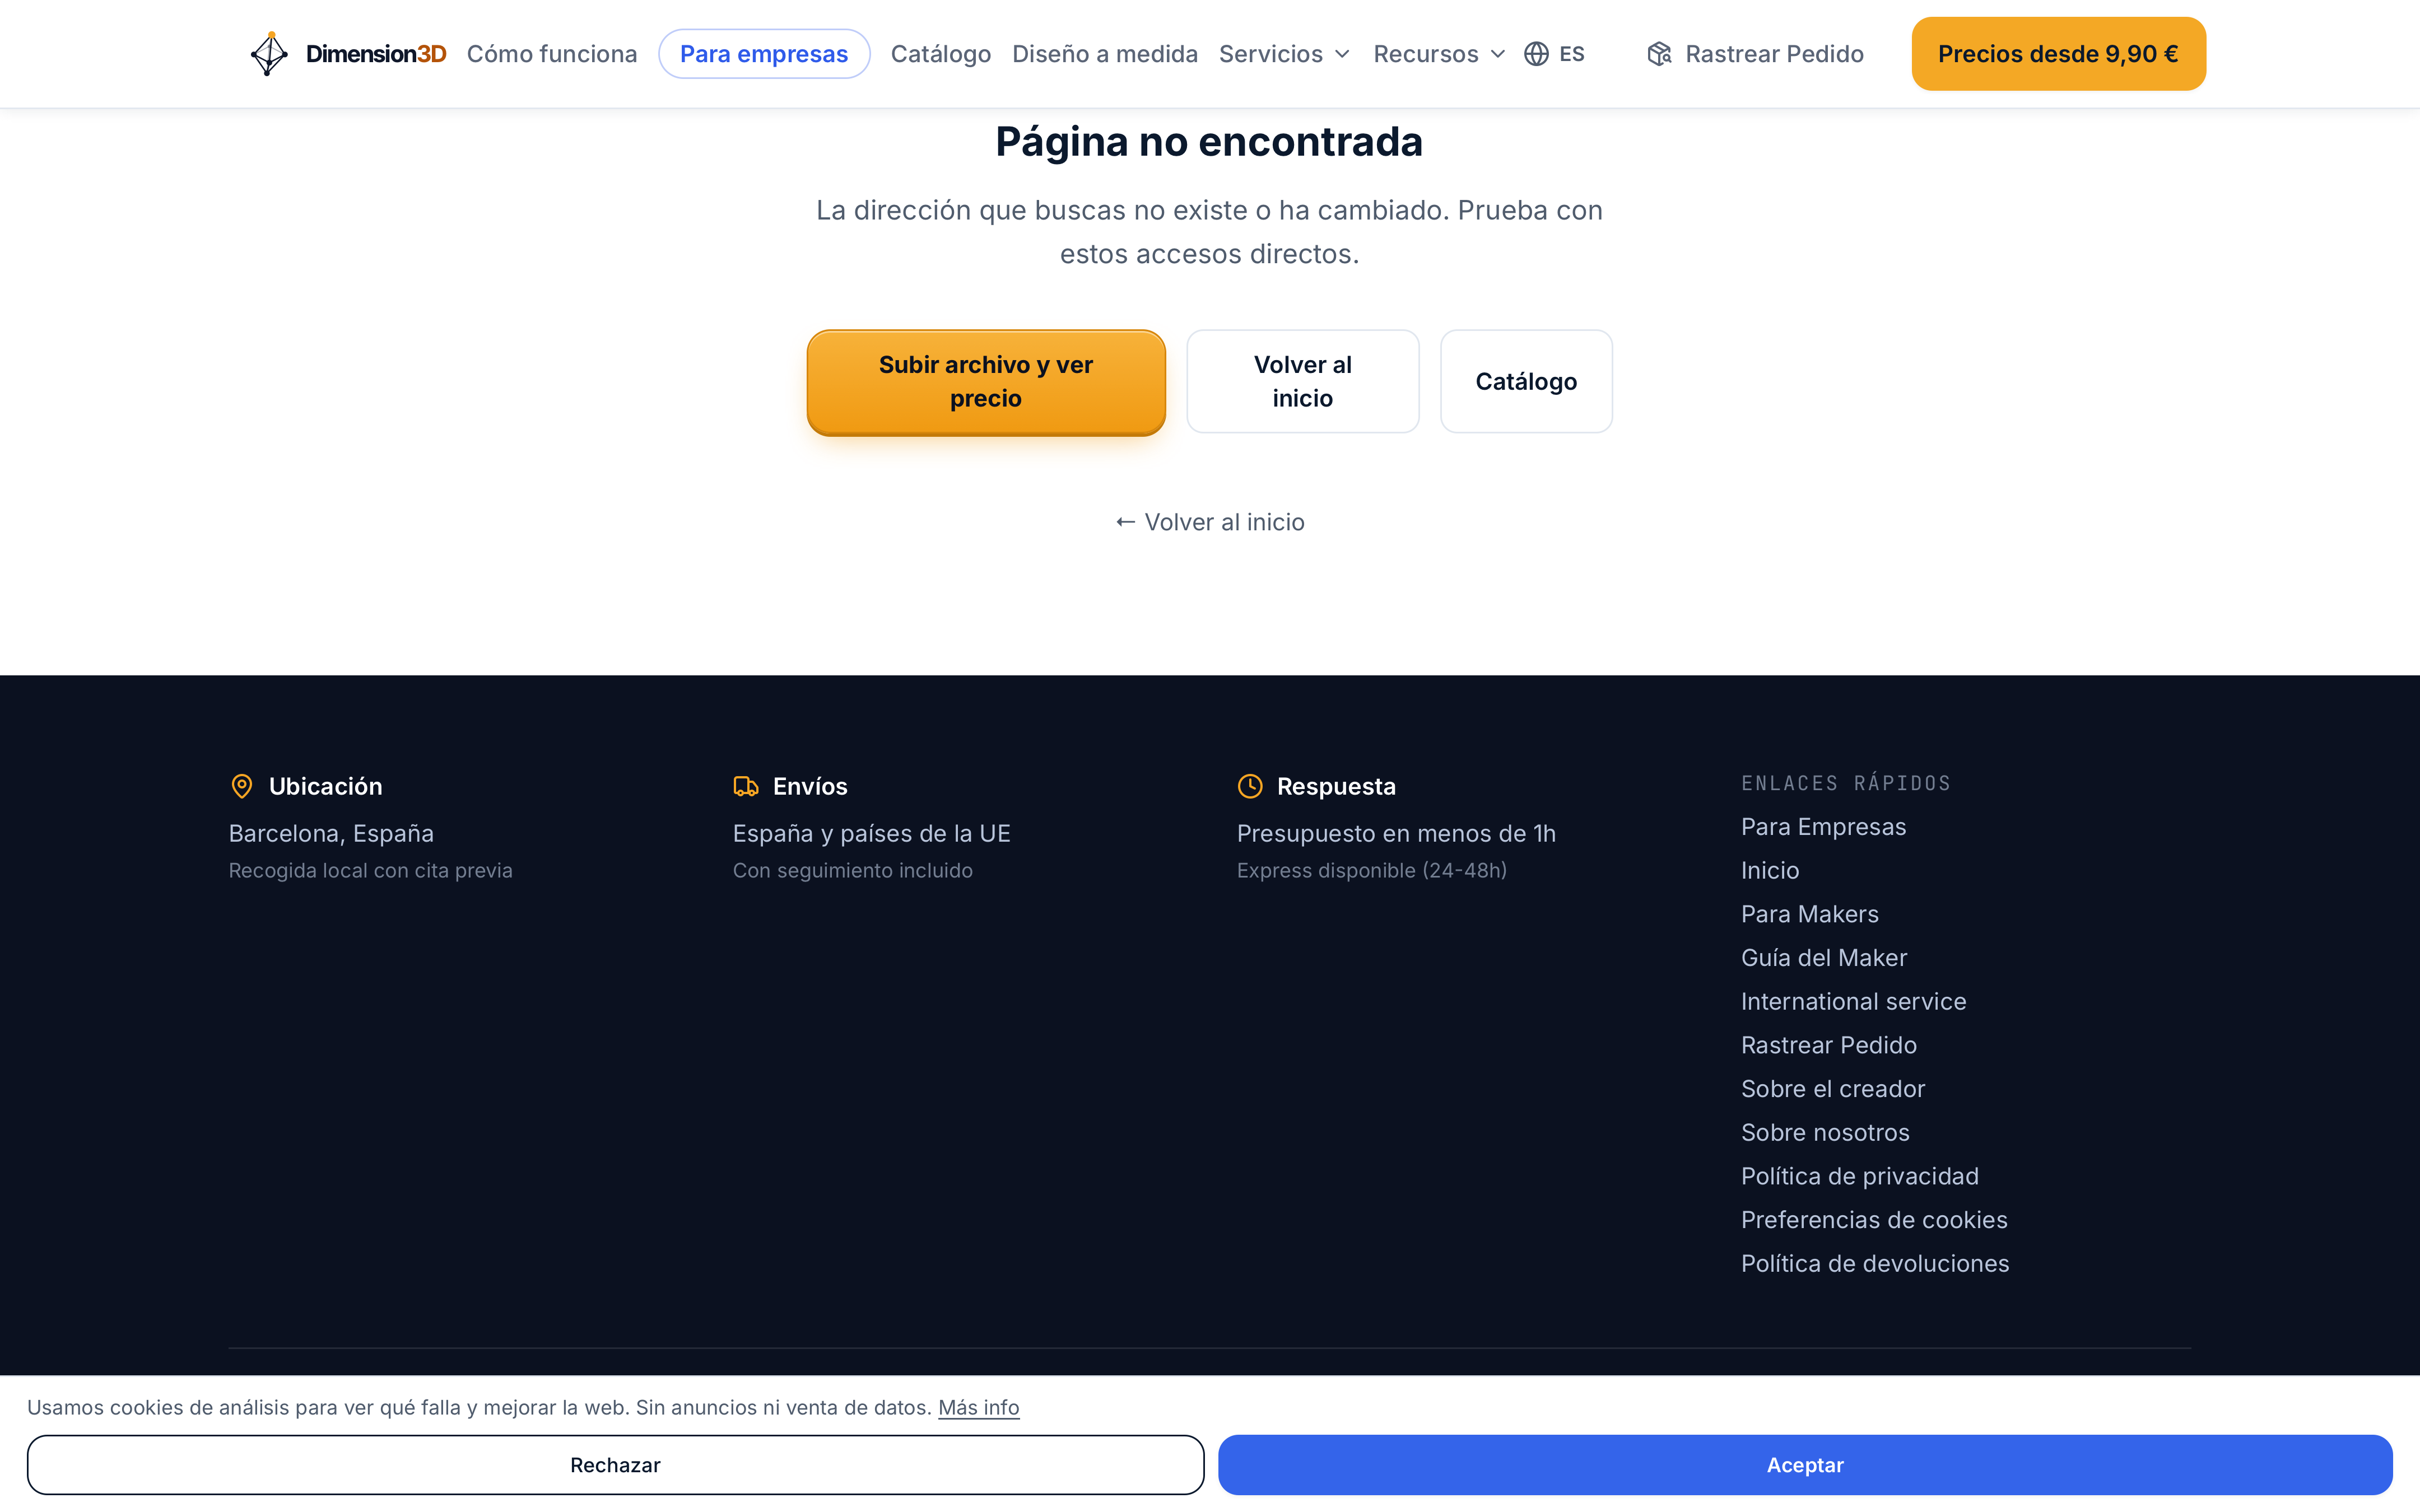 Dimension3D
Cómo funciona
Para empresas
Catálogo
Diseño a medida
Servicios
Recursos
ES
Rastrear Pedido
Precios desde 9,90 €
Página no encontrada
La dirección que buscas no existe o ha cambiado. Prueba con
estos accesos directos.
Subir archivo y ver
precio
Volver al
inicio
Catálogo
← Volver al inicio
Ubicación
Barcelona, España
Recogida local con cita previa
Envíos
España y países de la UE
Con seguimiento incluido
Respuesta
Presupuesto en menos de 1h
Express disponible (24-48h)
ENLACES RÁPIDOS
Para Empresas
Inicio
Para Makers
Guía del Maker
International service
Rastrear Pedido
Sobre el creador
Sobre nosotros
Política de privacidad
Preferencias de cookies
Política de devoluciones
Usamos cookies de análisis para ver qué falla y mejorar la web. Sin anuncios ni venta de datos. Más info
Rechazar
Aceptar